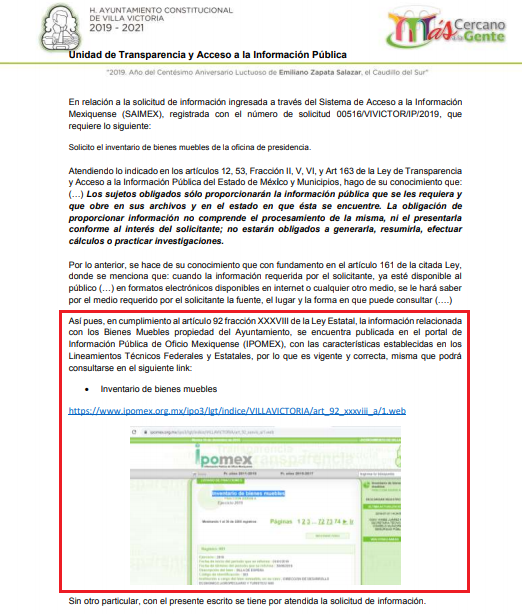 H. AYUNTAMIENTO CONSTITUCIONAL
DE VILLA VICTORIA
2019 - 2021
Más Cercano
a la Gente
Unidad de Transparencia y Acceso a la Información Pública
"2019. Año del Centésimo Aniversario Luctuoso de Emiliano Zapata Salazar, el Caudillo del Sur"
En relación a la solicitud de información ingresada a través del Sistema de Acceso a la Información
Mexiquense (SAIMEX), registrada con el número de solicitud 00516/VIVICTOR/IP/2019, que
requiere lo siguiente:
Solicito el inventario de bienes muebles de la oficina de presidencia.
Atendiendo lo indicado en los artículos 12, 53, Fracción II, V, VI, y Art 163 de la Ley de Transparencia
y Acceso a la Información Pública del Estado de México y Municipios, hago de su conocimiento que:
(…) Los sujetos obligados sólo proporcionarán la información pública que se les requiera y
que obre en sus archivos y en el estado en que ésta se encuentre. La obligación de
proporcionar información no comprende el procesamiento de la misma, ni el presentarla
conforme al interés del solicitante; no estarán obligados a generarla, resumirla, efectuar
cálculos o practicar investigaciones.
Por lo anterior, se hace de su conocimiento que con fundamento en el artículo 161 de la citada Ley,
donde se menciona que: cuando la información requerida por el solicitante, ya esté disponible al
público (…) en formatos electrónicos disponibles en internet o cualquier otro medio, se le hará saber
por el medio requerido por el solicitante la fuente, el lugar y la forma en que puede consultar (….)
Así pues, en cumplimiento al artículo 92 fracción XXXVIII de la Ley Estatal, la información relacionada
con los Bienes Muebles propiedad del Ayuntamiento, se encuentra publicada en el portal de
Información Pública de Oficio Mexiquense (IPOMEX), con las características establecidas en los
Lineamientos Técnicos Federales y Estatales, por lo que es vigente y correcta, misma que podrá
consultarse en el siguiente link:
• Inventario de bienes muebles
https://www.ipomex.org.mx/ipo3/lgt/indice/VILLAVICTORIA/art_92_xxxviii_a/1.web
ipomex
Inventario de bienes muebles
Ejercicio 2019
Páginas 1 2 3 ... 72 73 74
Sin otro particular, con el presente escrito se tiene por atendida la solicitud de información.